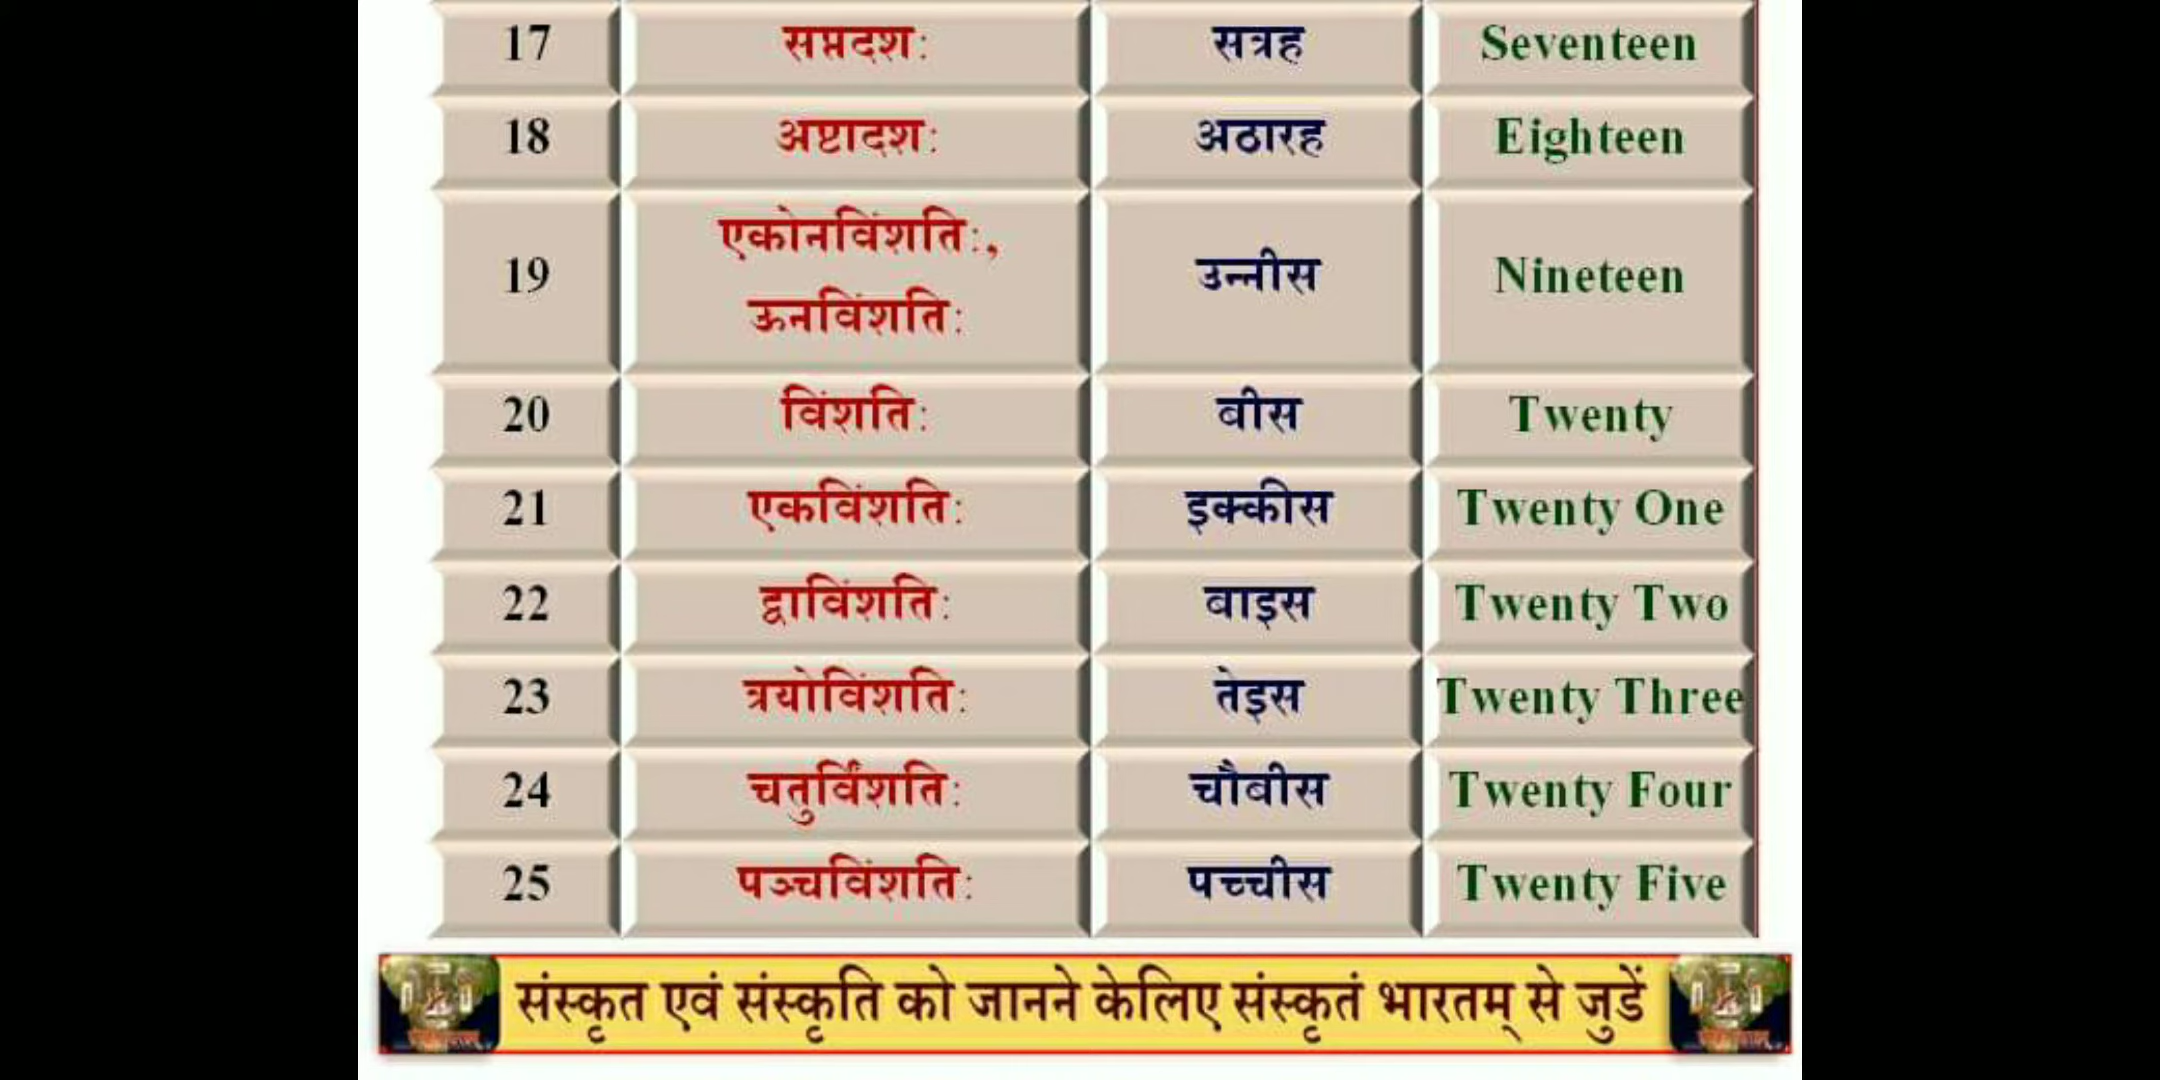 17 सप्तदशः सत्रह Seventeen
18 अष्टादशः अठारह Eighteen
19 एकोनविंशतिः, ऊनविंशतिः उन्नीस Nineteen
20 विंशतिः बीस Twenty
21 एकविंशतिः इक्कीस Twenty One
22 द्वाविंशतिः बाइस Twenty Two
23 त्रयोविंशतिः तेइस Twenty Three
24 चतुर्विंशतिः चौबीस Twenty Four
25 पञ्चविंशतिः पच्चीस Twenty Five
संस्कृत एवं संस्कृति को जानने केलिए संस्कृतं भारतम् से जुडें